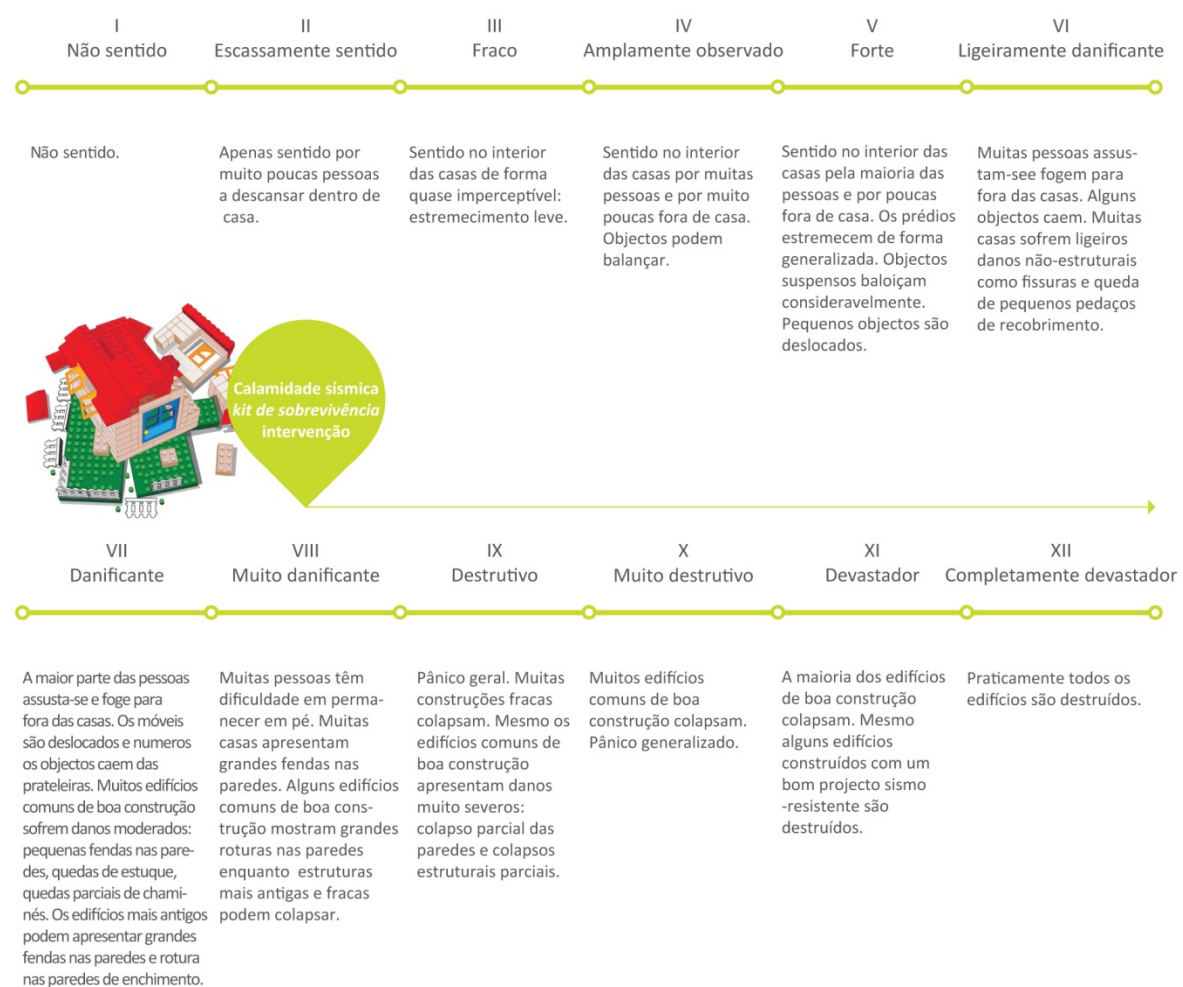 I
Não sentido
II
Escassamente sentido
III
Fraco
IV
Amplamente observado
V
Forte
VI
Ligeiramente danificante
Não sentido.
Apenas sentido por
muito poucas pessoas
a descansar dentro de
casa.
Sentido no interior
das casas de forma
quase imperceptível:
estremecimento leve.
Sentido no interior
das casas por muitas
pessoas e por muito
poucas fora de casa.
Objectos podem
balançar.
Sentido no interior das
casas pela maioria das
pessoas e por poucas
fora de casa. Os prédios
estremecem de forma
generalizada. Objectos
suspensos baloiçam
consideravelmente.
Pequenos objectos são
deslocados.
Muitas pessoas assus-
tam-see fogem para
fora das casas. Alguns
objectos caem. Muitas
casas sofrem ligeiros
danos não-estruturais
como fissuras e queda
de pequenos pedaços
de recobrimento.
Calamidade sísmica
kit de sobrevivência
intervenção
VII
Danificante
VIII
Muito danificante
IX
Destrutivo
X
Muito destrutivo
XI
Devastador
XII
Completamente devastador
A maior parte das pessoas
assusta-se e foge para
fora das casas. Os móveis
são deslocados e numeros
os objectos caem das
prateleiras. Muitos edifícios
comuns de boa construção
sofrem danos moderados:
pequenas fendas nas pare-
des, quedas de estuque,
quedas parciais de chami-
nés. Os edifícios mais antigos
podem apresentar grandes
fendas nas paredes e rotura
nas paredes de enchimento.
Muitas pessoas têm
dificuldade em perma-
necer em pé. Muitas
casas apresentam
grandes fendas nas
paredes. Alguns edifícios
comuns de boa cons-
trução mostram grandes
roturas nas paredes
enquanto estruturas
mais antigas e fracas
podem colapsar.
Pânico geral. Muitas
construções fracas
colapsam. Mesmo os
edifícios comuns de
boa construção
apresentam danos
muito severos:
colapso parcial das
paredes e colapsos
estruturais parciais.
Muitos edifícios
comuns de boa
construção colapsam.
Pânico generalizado.
A maioria dos edifícios
de boa construção
colapsam. Mesmo
alguns edifícios
construídos com um
bom projecto sismo
-resistente são
destruídos.
Praticamente todos os
edifícios são destruídos.